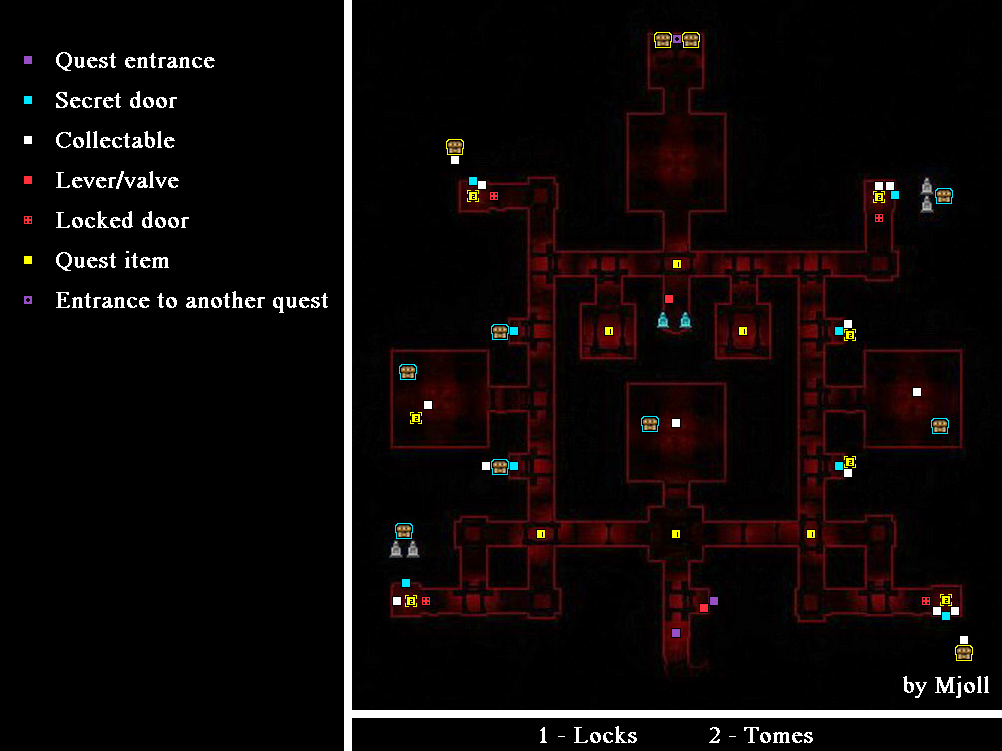 Quest entrance
Secret door
Collectable
Lever/valve
Locked door
Quest item
Entrance to another quest
by Mjoll
1 - Locks 2 - Tomes